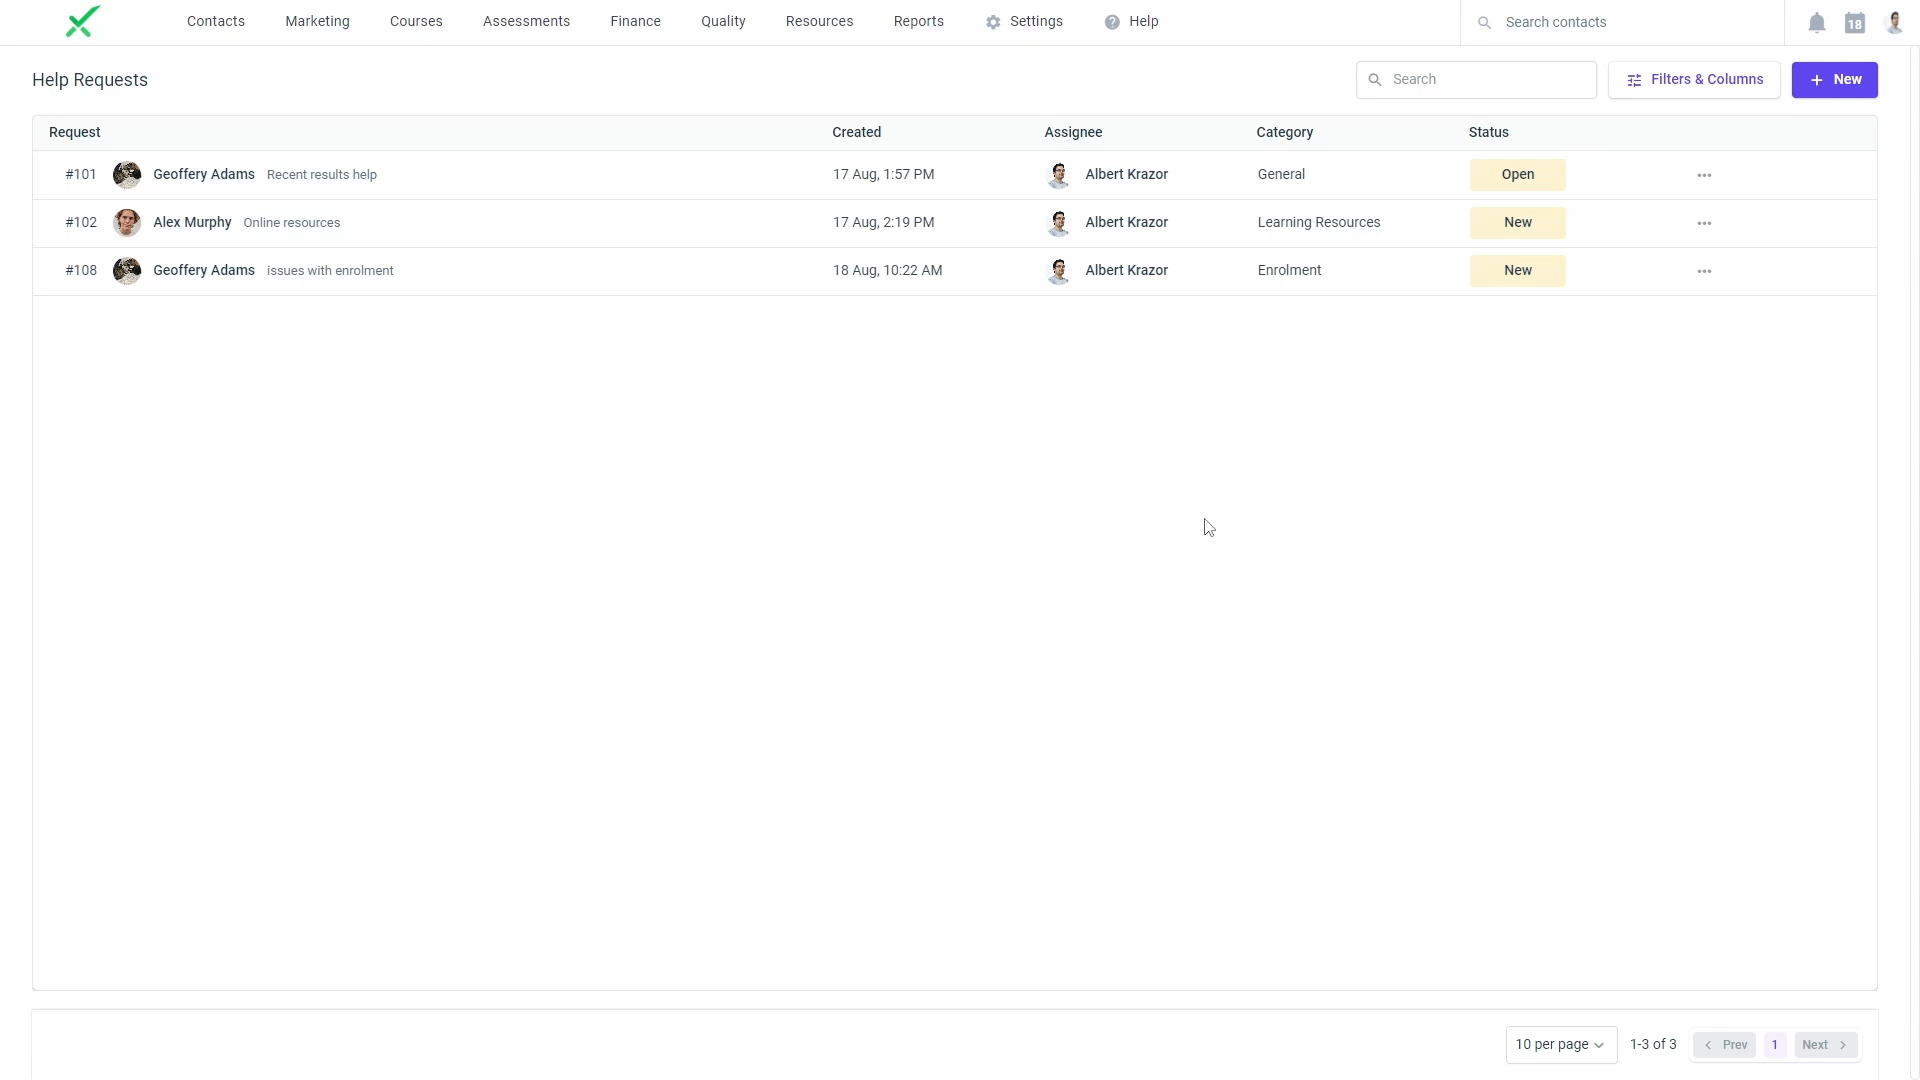 Contacts Marketing Courses Assessments Finance Quality Resources Reports Settings Help Search contacts 18
Help Requests Search Filters & Columns + New
Request Created Assignee Category Status
#101 Geoffery Adams Recent results help 17 Aug, 1:57 PM Albert Krazor General Open
#102 Alex Murphy Online resources 17 Aug, 2:19 PM Albert Krazor Learning Resources New
#108 Geoffery Adams issues with enrolment 18 Aug, 10:22 AM Albert Krazor Enrolment New
10 per page 1-3 of 3 Prev 1 Next